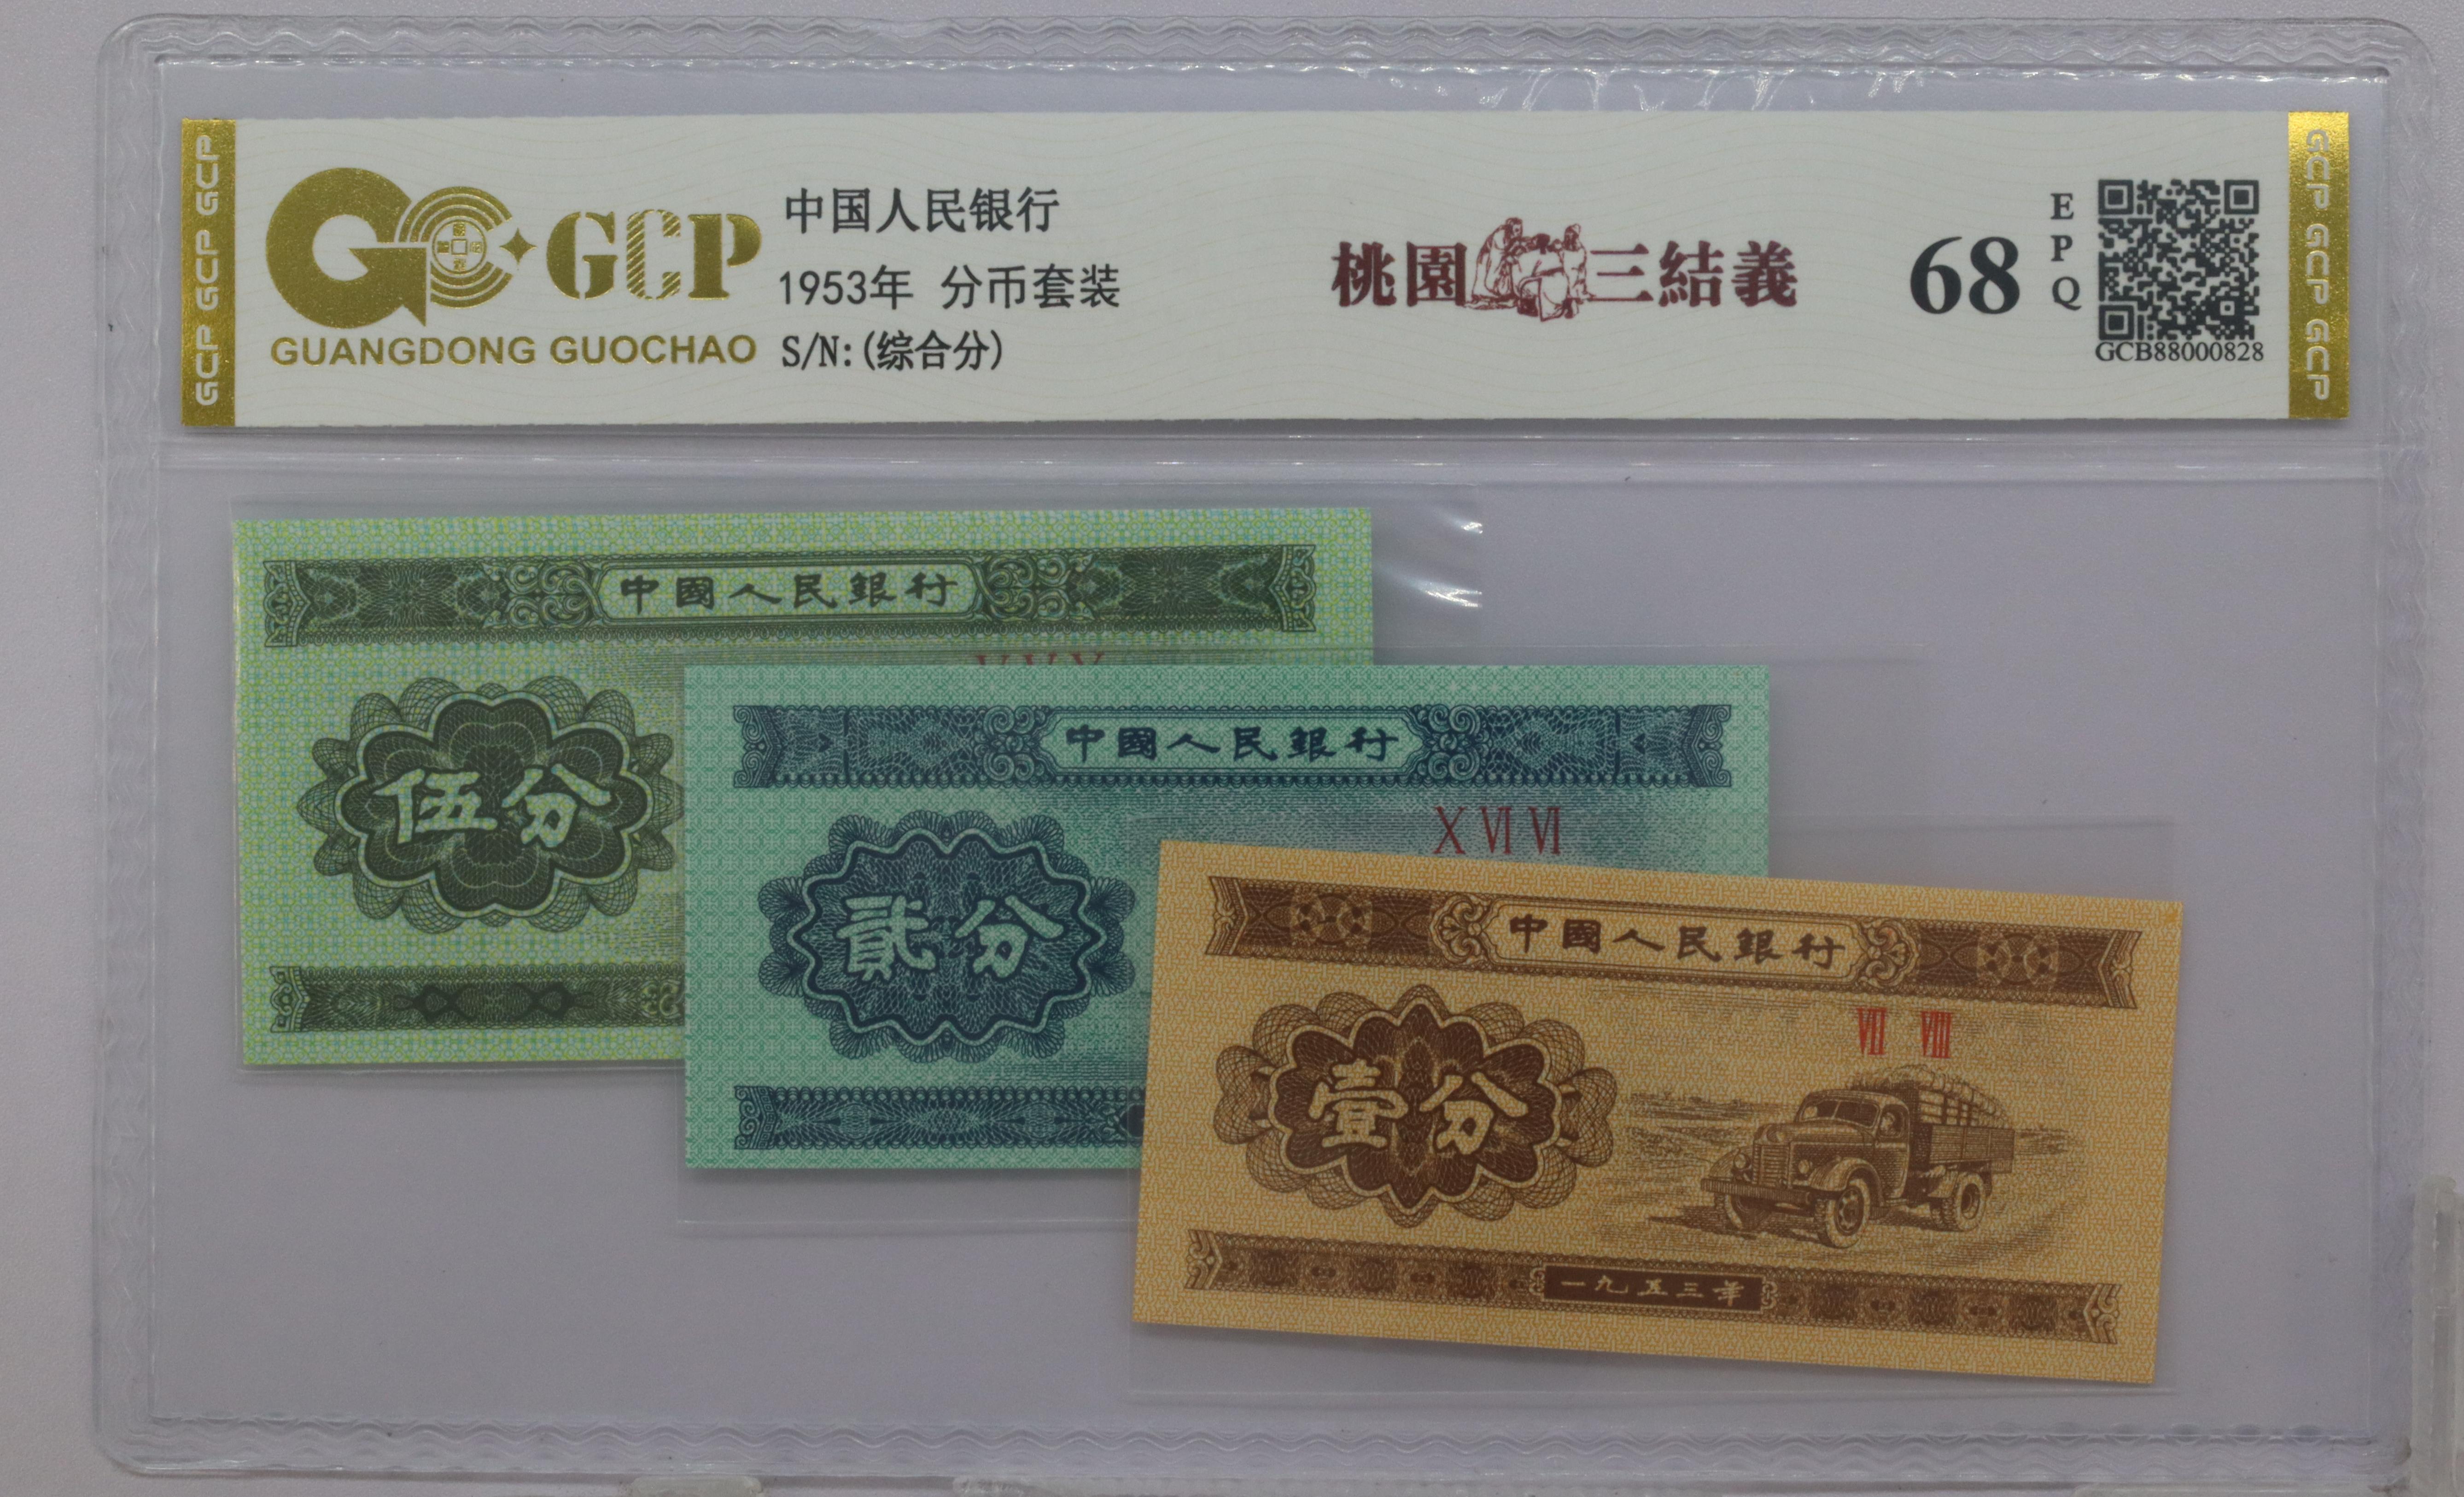 GCP GCP GCP
GCP
GUANGDONG GUOCHAO
中国人民银行
1953年 分币套装
S/N:(综合分)
桃園三結義
68
EPQ
GCB88000828
GCP GCP GCP
中國人民銀行
伍分
中國人民銀行
X VI VI
貳分
中國人民銀行
VII VIII
壹分
一九五三年